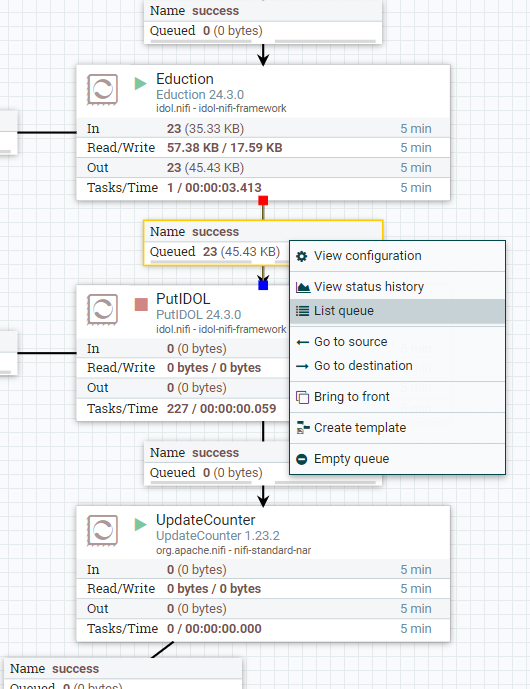 Name success
Queued 0 (0 bytes)
Eduction
Eduction 24.3.0
idol.nifi - idol-nifi-framework
In 23 (35.33 KB) 5 min
Read/Write 57.38 KB / 17.59 KB 5 min
Out 23 (45.43 KB) 5 min
Tasks/Time 1 / 00:00:03.413 5 min
Name success
Queued 23 (45.43 KB)
View configuration
View status history
List queue
Go to source
Go to destination
Bring to front
Create template
Empty queue
PutIDOL
PutIDOL 24.3.0
idol.nifi - idol-nifi-framework
In 0 (0 bytes)
Read/Write 0 bytes / 0 bytes
Out 0 (0 bytes)
Tasks/Time 227 / 00:00:00.059
Name success
Queued 0 (0 bytes)
UpdateCounter
UpdateCounter 1.23.2
org.apache.nifi - nifi-standard-nar
In 0 (0 bytes) 5 min
Read/Write 0 bytes / 0 bytes 5 min
Out 0 (0 bytes) 5 min
Tasks/Time 0 / 00:00:00.000 5 min
Name success
Queued 0 (0 bytes)